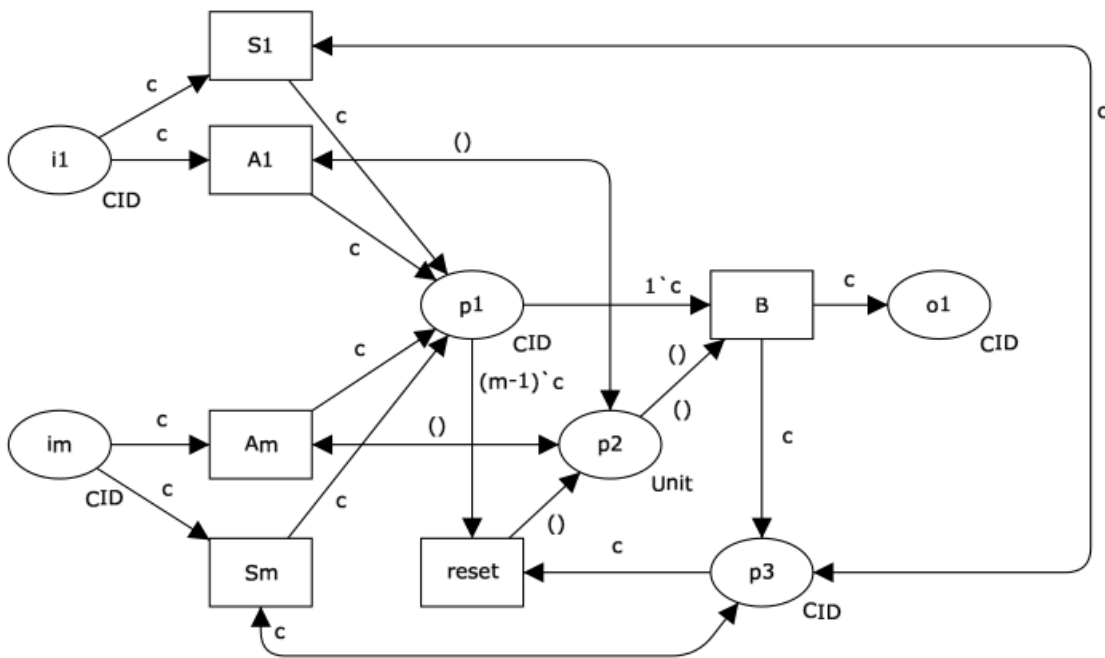 S1
c
c
c
c
()
i1
A1
CID
c
1`c
c
p1
B
o1
CID
CID
c
()
(m-1)`c
()
c
()
c
im
Am
p2
CID
c
Unit
c
()
c
Sm
reset
p3
CID
c